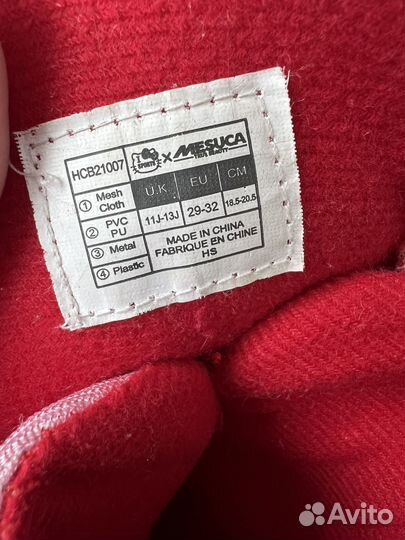 HCB21007
I SPORTS × MESUCA
1 Mesh Cloth
2 PVC PU
3 Metal
4 Plastic
U.K EU CM
11J-13J 29-32 18.5-20.5
MADE IN CHINA
FABRIQUE EN CHINE
HS
Avito